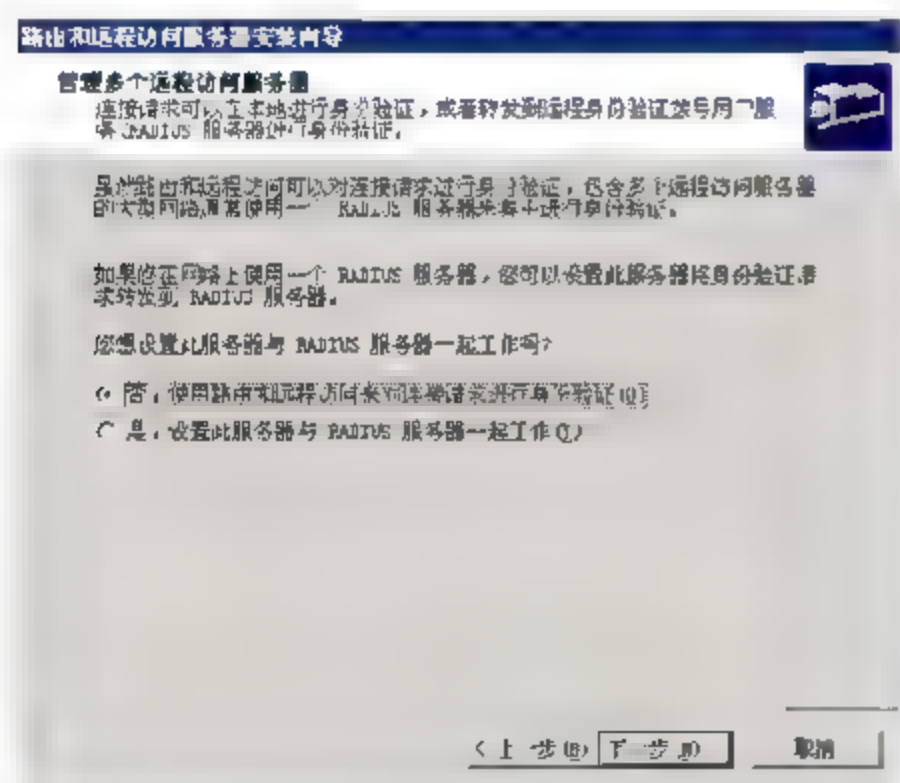 路由和远程访问服务器安装向导
管理多个远程访问服务器
连接请求可以在本地进行身份验证，或者转发到远程身份验证拨号用户服
务(RADIUS)服务器进行身份验证。
虽然路由和远程访问可以对连接请求进行身份验证，包含多个远程访问服务器
的大型网络通常使用一个 RADIUS 服务器来集中进行身份验证。
如果您在网络上使用一个 RADIUS 服务器，您可以设置此服务器将身份验证请
求转发到 RADIUS 服务器。
您想设置此服务器与 RADIUS 服务器一起工作吗?
否，使用路由和远程访问来对连接请求进行身份验证(O)
是，设置此服务器与 RADIUS 服务器一起工作(Y)
< 上一步(B) 下一步(N) 取消